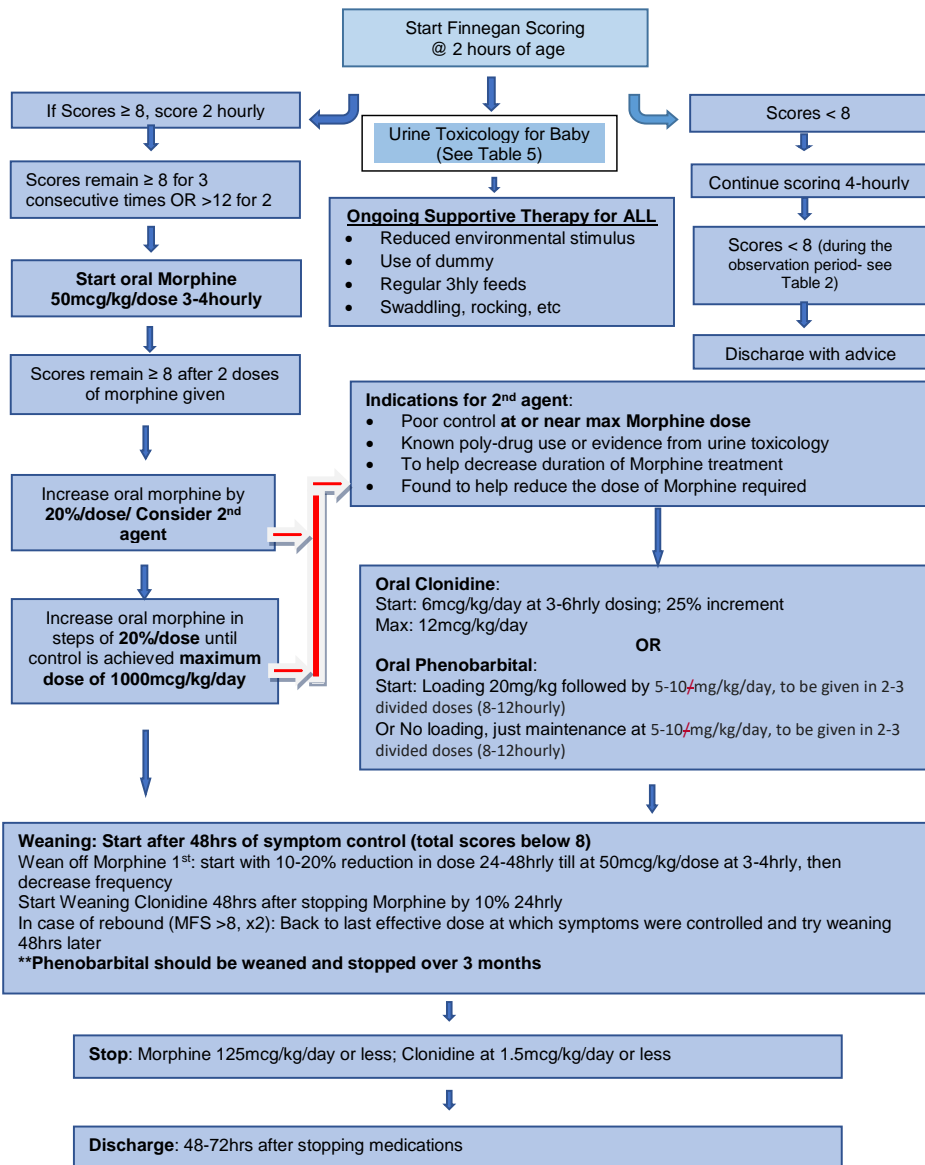 Start Finnegan Scoring
@ 2 hours of age
If Scores ≥ 8, score 2 hourly
Scores remain ≥ 8 for 3
consecutive times OR >12 for 2
Start oral Morphine
50mcg/kg/dose 3-4hourly
Scores remain ≥ 8 after 2 doses
of morphine given
Increase oral morphine by
20%/dose/ Consider 2nd
agent
Increase oral morphine in
steps of 20%/dose until
control is achieved maximum
dose of 1000mcg/kg/day
Urine Toxicology for Baby
(See Table 5)
Ongoing Supportive Therapy for ALL
• Reduced environmental stimulus
• Use of dummy
• Regular 3hly feeds
• Swaddling, rocking, etc
Scores < 8
Continue scoring 4-hourly
Scores < 8 (during the
observation period- see
Table 2)
Discharge with advice
Indications for 2nd agent:
• Poor control at or near max Morphine dose
• Known poly-drug use or evidence from urine toxicology
• To help decrease duration of Morphine treatment
• Found to help reduce the dose of Morphine required
Oral Clonidine:
Start: 6mcg/kg/day at 3-6hrly dosing; 25% increment
Max: 12mcg/kg/day
OR
Oral Phenobarbital:
Start: Loading 20mg/kg followed by 5-10/mg/kg/day, to be given in 2-3
divided doses (8-12hourly)
Or No loading, just maintenance at 5-10/mg/kg/day, to be given in 2-3
divided doses (8-12hourly)
Weaning: Start after 48hrs of symptom control (total scores below 8)
Wean off Morphine 1st: start with 10-20% reduction in dose 24-48hrly till at 50mcg/kg/dose at 3-4hrly, then
decrease frequency
Start Weaning Clonidine 48hrs after stopping Morphine by 10% 24hrly
In case of rebound (MFS >8, x2): Back to last effective dose at which symptoms were controlled and try weaning
48hrs later
**Phenobarbital should be weaned and stopped over 3 months
Stop: Morphine 125mcg/kg/day or less; Clonidine at 1.5mcg/kg/day or less
Discharge: 48-72hrs after stopping medications